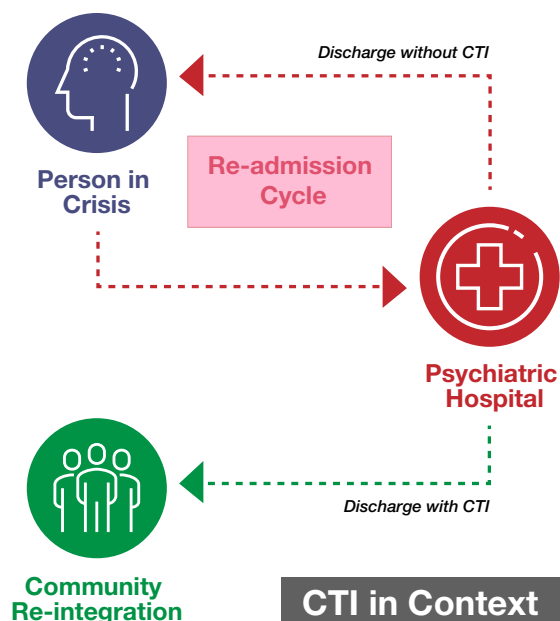 Discharge without CTI
Re-admission
Cycle
Person in
Crisis
Psychiatric
Hospital
Discharge with CTI
Community
Re-integration
CTI in Context